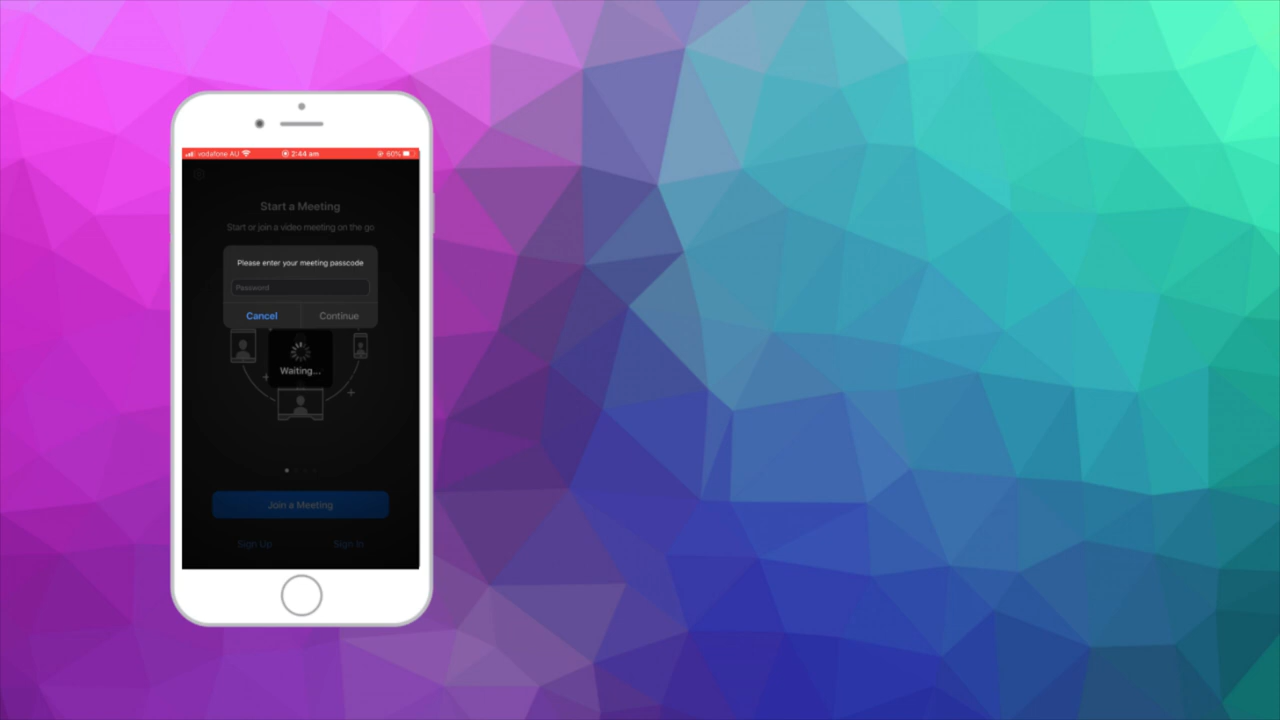 vodafone AU 2:44 am 60%
Start a Meeting
Start or join a video meeting on the go
Please enter your meeting passcode
Password
Cancel Continue
Waiting...
Join a Meeting
Sign Up Sign In